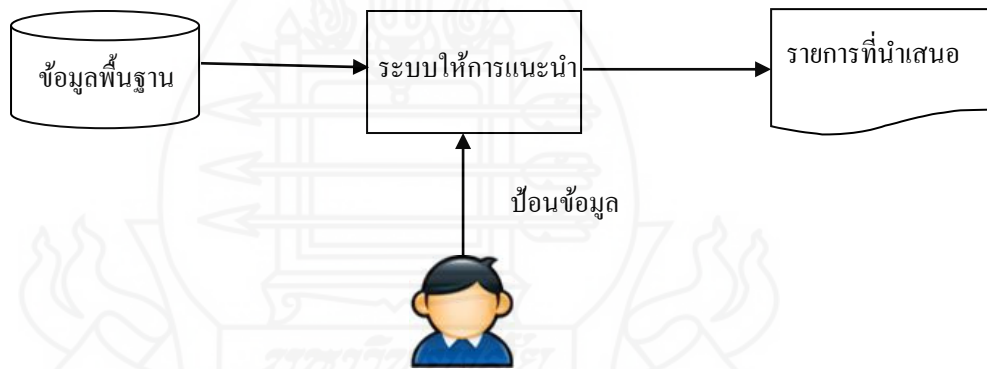 ข้อมูลพื้นฐาน
ระบบให้การแนะนำ
รายการที่นำเสนอ
ป้อนข้อมูล